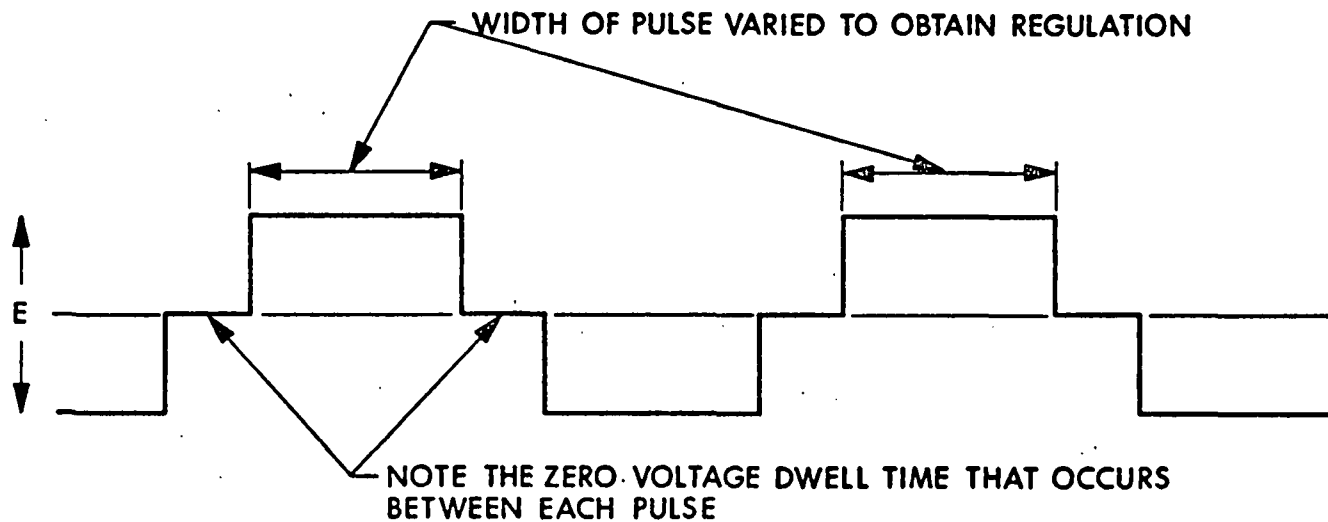 WIDTH OF PULSE VARIED TO OBTAIN REGULATION
E
NOTE THE ZERO VOLTAGE DWELL TIME THAT OCCURS
BETWEEN EACH PULSE